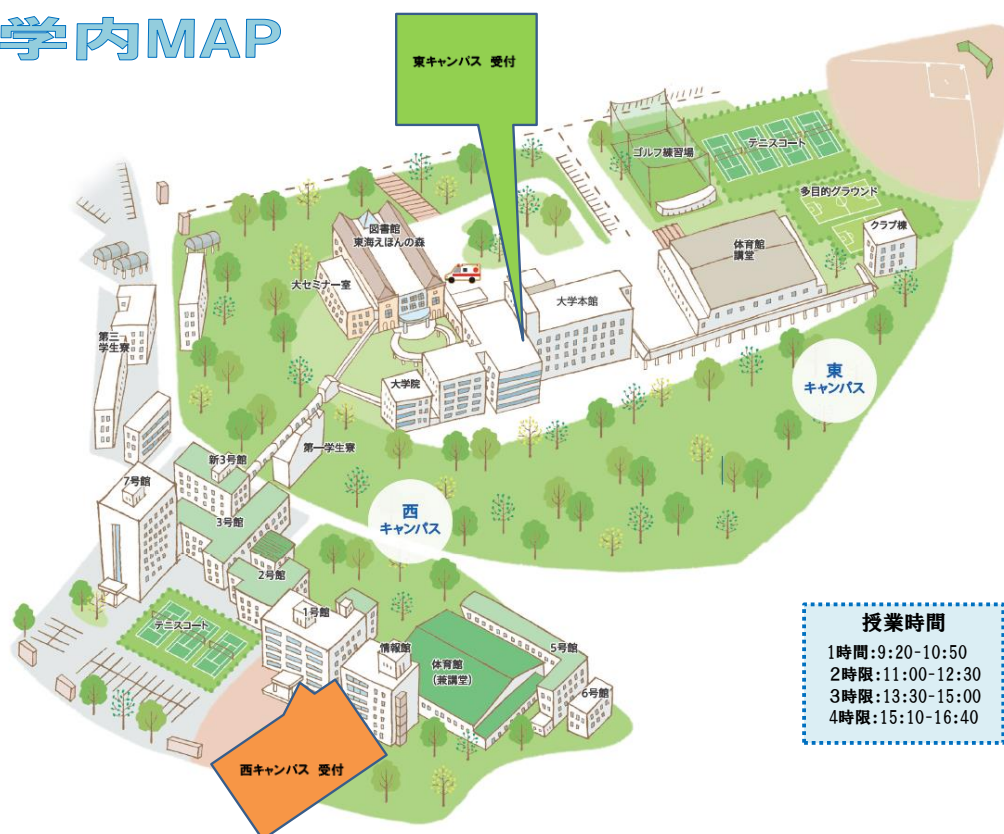 学内MAP
東キャンパス 受付
ゴルフ練習場
テニスコート
多目的グラウンド
クラブ棟
図書館
東海えほんの森
体育館
講堂
大セミナー室
大学本館
第三
学生寮
東
キャンパス
大学院
第一学生寮
新3号館
7号館
西
キャンパス
3号館
2号館
1号館
テニスコート
情報館
体育館
(兼講堂)
5号館
6号館
西キャンパス 受付
授業時間
1時間:9:20-10:50
2時限:11:00-12:30
3時限:13:30-15:00
4時限:15:10-16:40